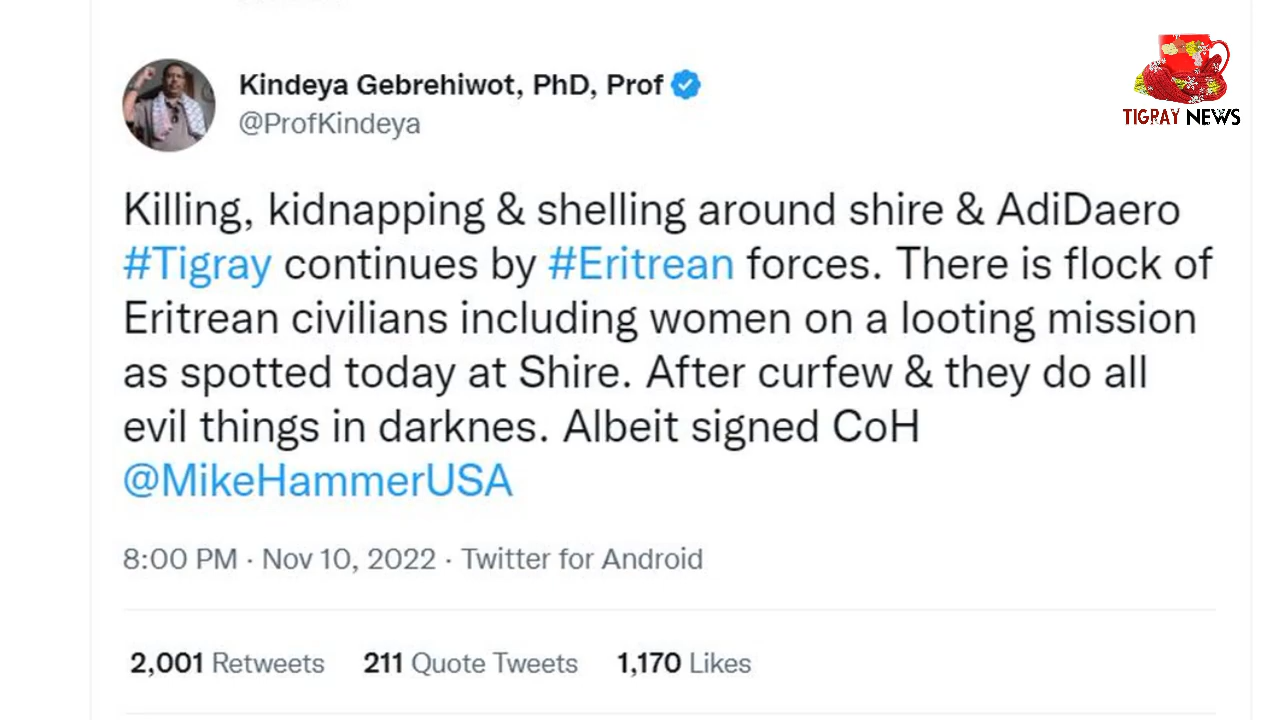 Kindeya Gebrehiwot, PhD, Prof
@ProfKindeya
TIGRAY NEWS
Killing, kidnapping & shelling around shire & AdiDaero
#Tigray continues by #Eritrean forces. There is flock of
Eritrean civilians including women on a looting mission
as spotted today at Shire. After curfew & they do all
evil things in darknes. Albeit signed CoH
@MikeHammerUSA
8:00 PM · Nov 10, 2022 · Twitter for Android
2,001 Retweets 211 Quote Tweets 1,170 Likes